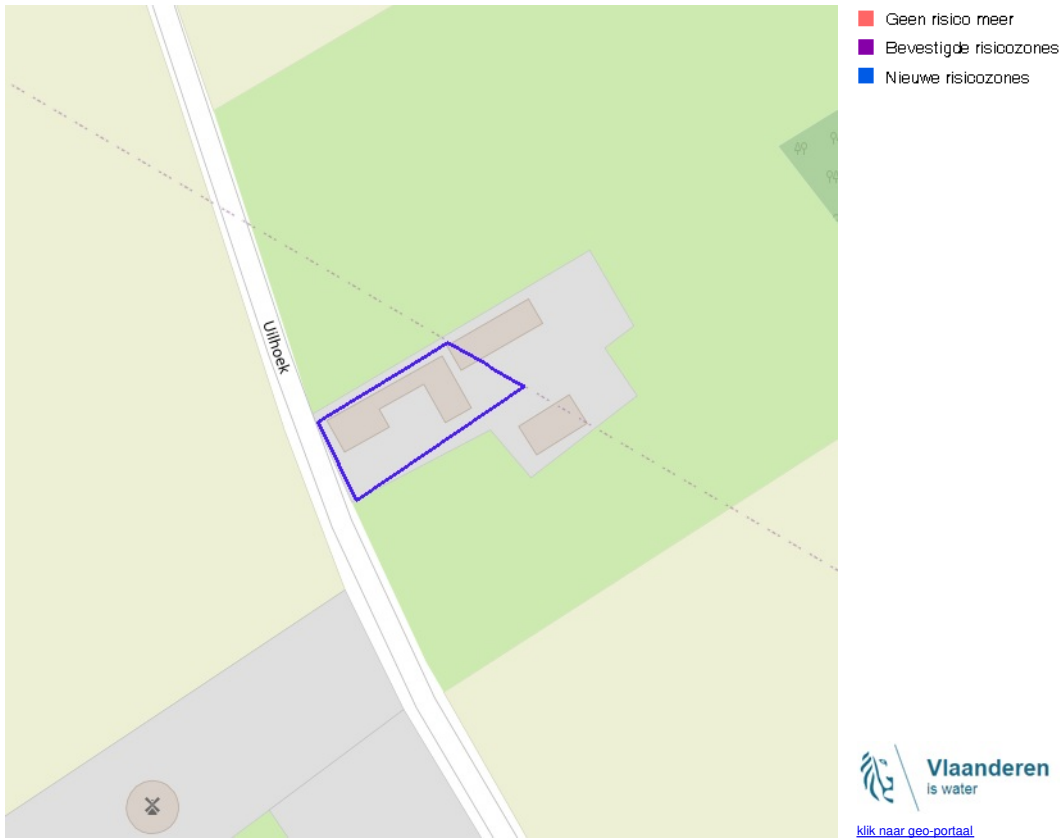 Geen risico meer
Bevestigde risicozones
Nieuwe risicozones
Uilhoek
Vlaanderen
is water
klik naar geo-portaal